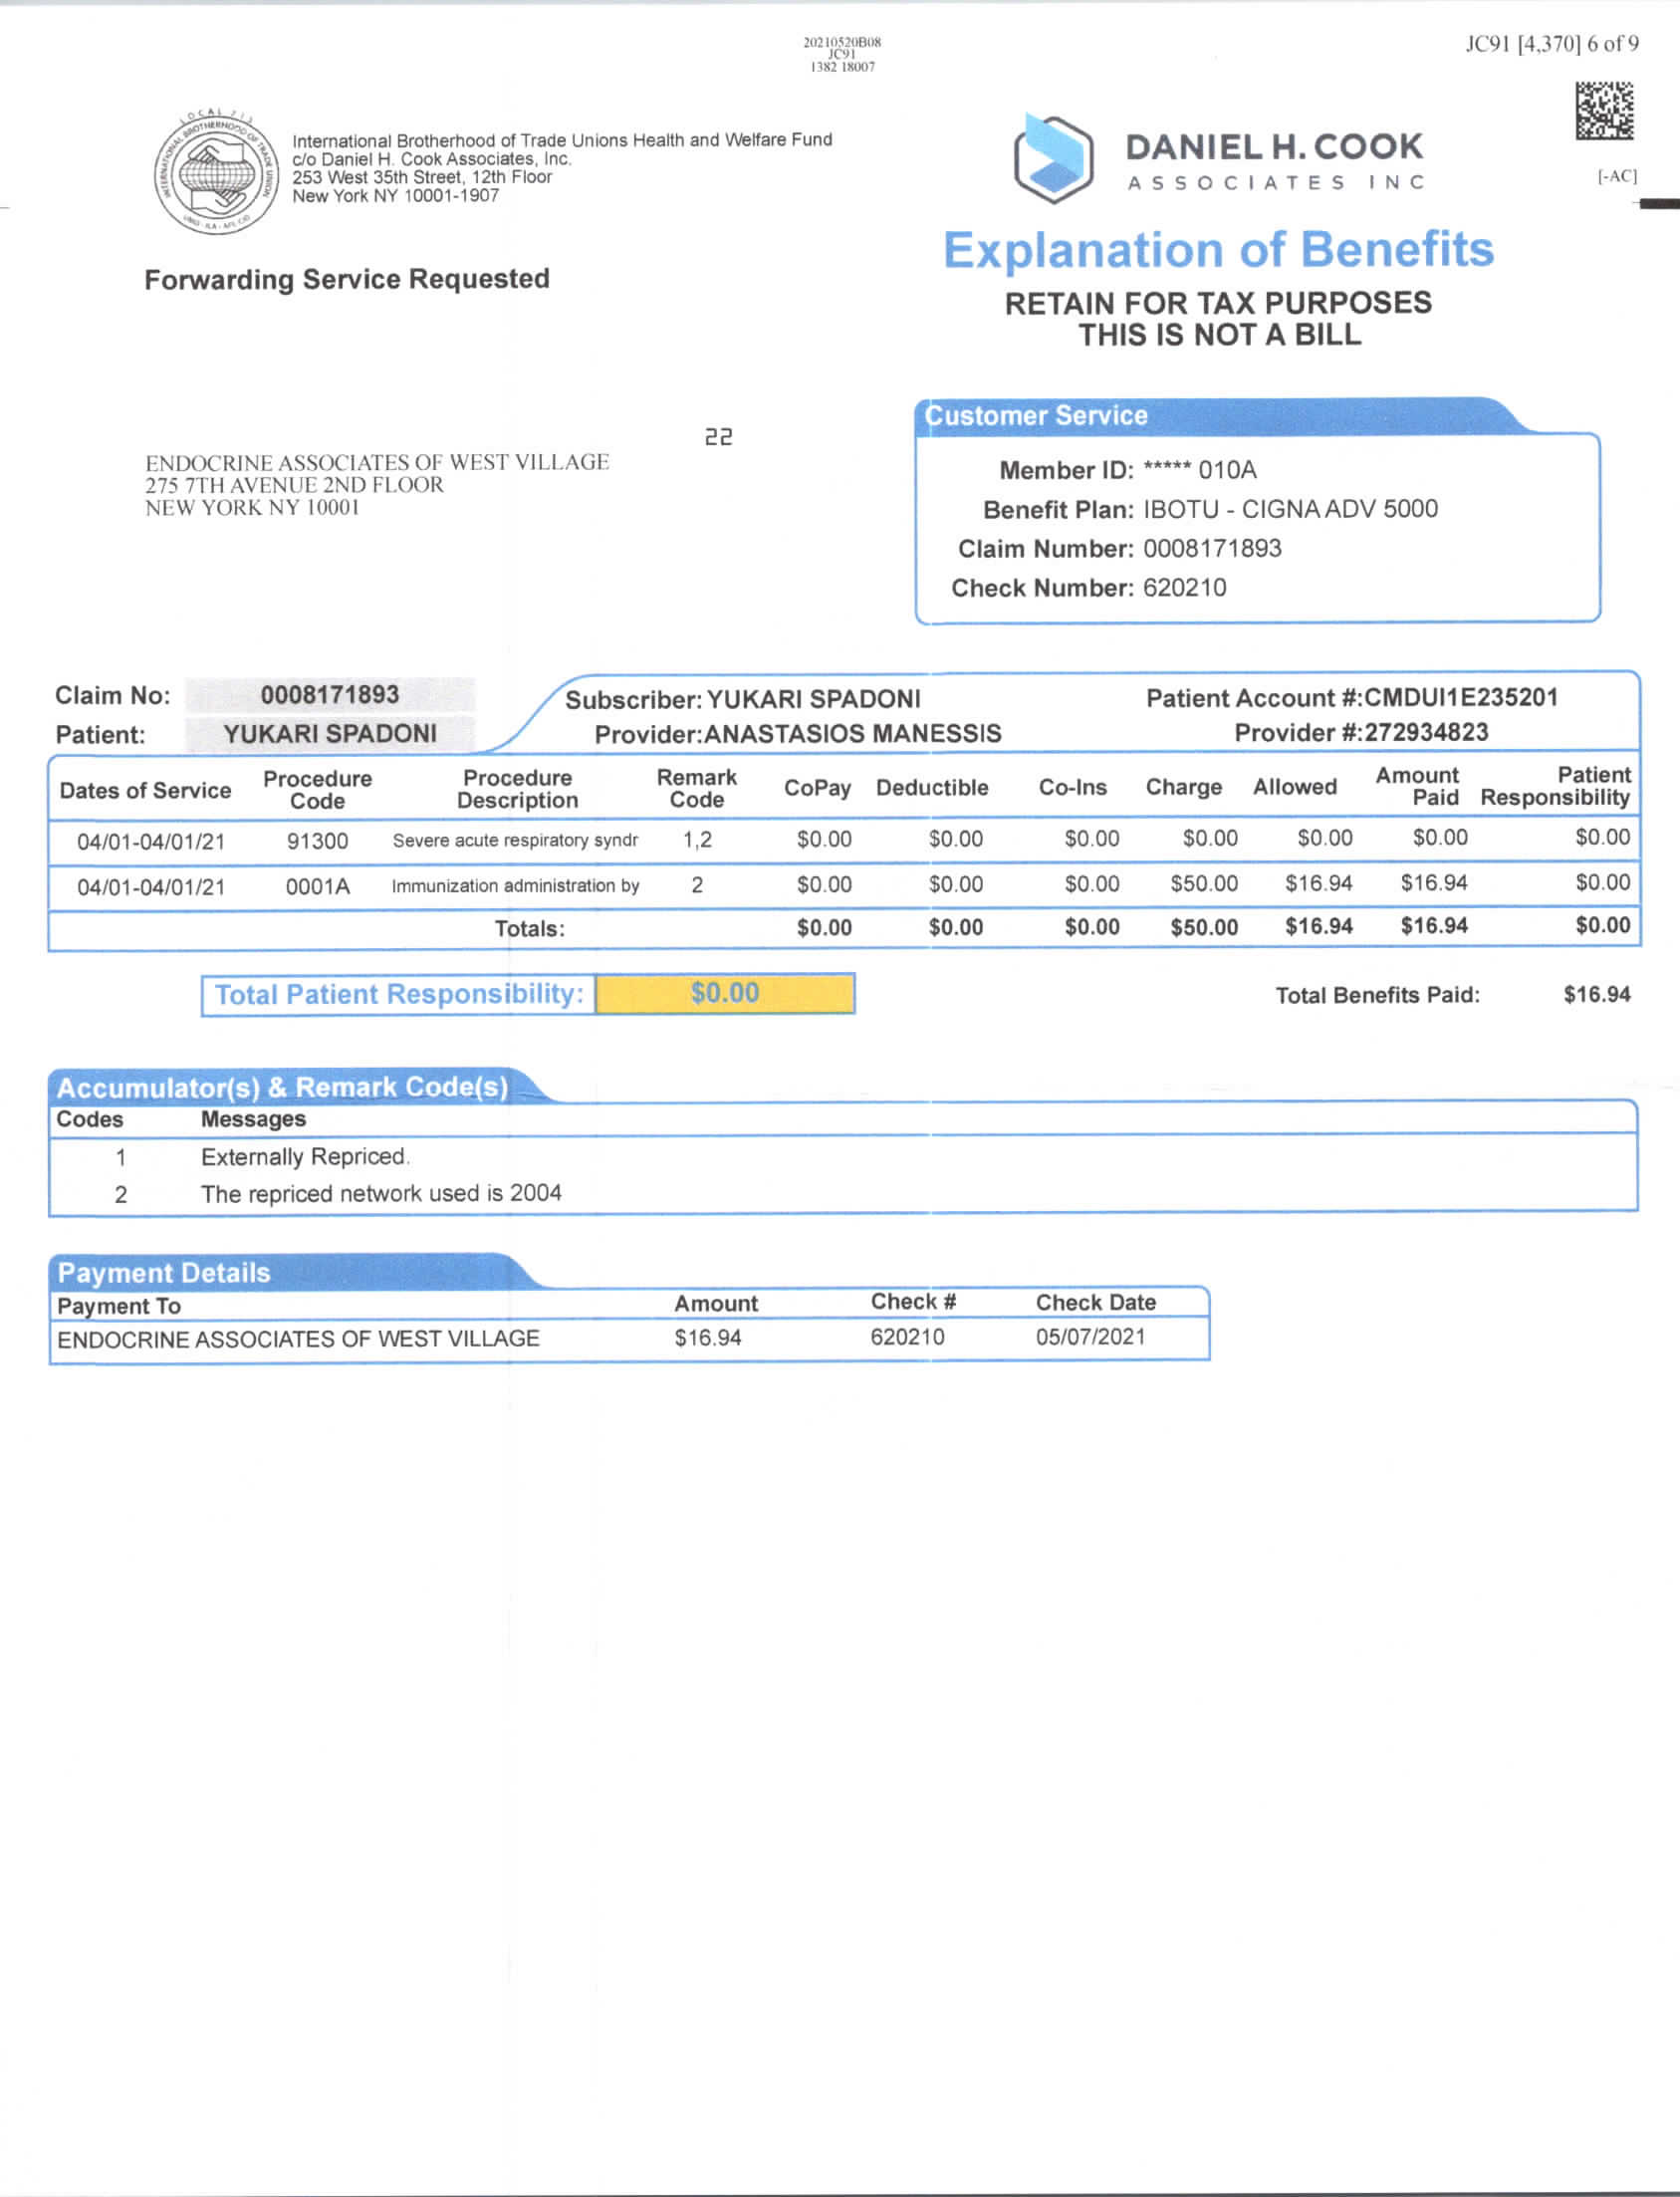 20210520B08
JC91
1382 18007
JC91 [4,370] 6 of 9
[-AC]
LOCAL 713
INTERNATIONAL BROTHERHOOD OF TRADE UNION
International Brotherhood of Trade Unions Health and Welfare Fund
c/o Daniel H. Cook Associates, Inc.
253 West 35th Street, 12th Floor
New York NY 10001-1907
DANIEL H. COOK
ASSOCIATES INC
Forwarding Service Requested
Explanation of Benefits
RETAIN FOR TAX PURPOSES
THIS IS NOT A BILL
22
ENDOCRINE ASSOCIATES OF WEST VILLAGE
275 7TH AVENUE 2ND FLOOR
NEW YORK NY 10001
Customer Service
Member ID: ***** 010A
Benefit Plan: IBOTU - CIGNA ADV 5000
Claim Number: 0008171893
Check Number: 620210
Claim No: 0008171893
Patient: YUKARI SPADONI
Subscriber: YUKARI SPADONI Patient Account #:CMDUI1E235201
Provider:ANASTASIOS MANESSIS Provider #:272934823
Dates of Service Procedure Code Procedure Description Remark Code CoPay Deductible Co-Ins Charge Allowed Amount Paid Patient Responsibility
04/01-04/01/21 91300 Severe acute respiratory syndr 1,2 $0.00 $0.00 $0.00 $0.00 $0.00 $0.00 $0.00
04/01-04/01/21 0001A Immunization administration by 2 $0.00 $0.00 $0.00 $50.00 $16.94 $16.94 $0.00
Totals: $0.00 $0.00 $0.00 $50.00 $16.94 $16.94 $0.00
Total Patient Responsibility: $0.00
Total Benefits Paid: $16.94
Accumulator(s) & Remark Code(s)
Codes Messages
1 Externally Repriced.
2 The repriced network used is 2004
Payment Details
Payment To Amount Check # Check Date
ENDOCRINE ASSOCIATES OF WEST VILLAGE $16.94 620210 05/07/2021